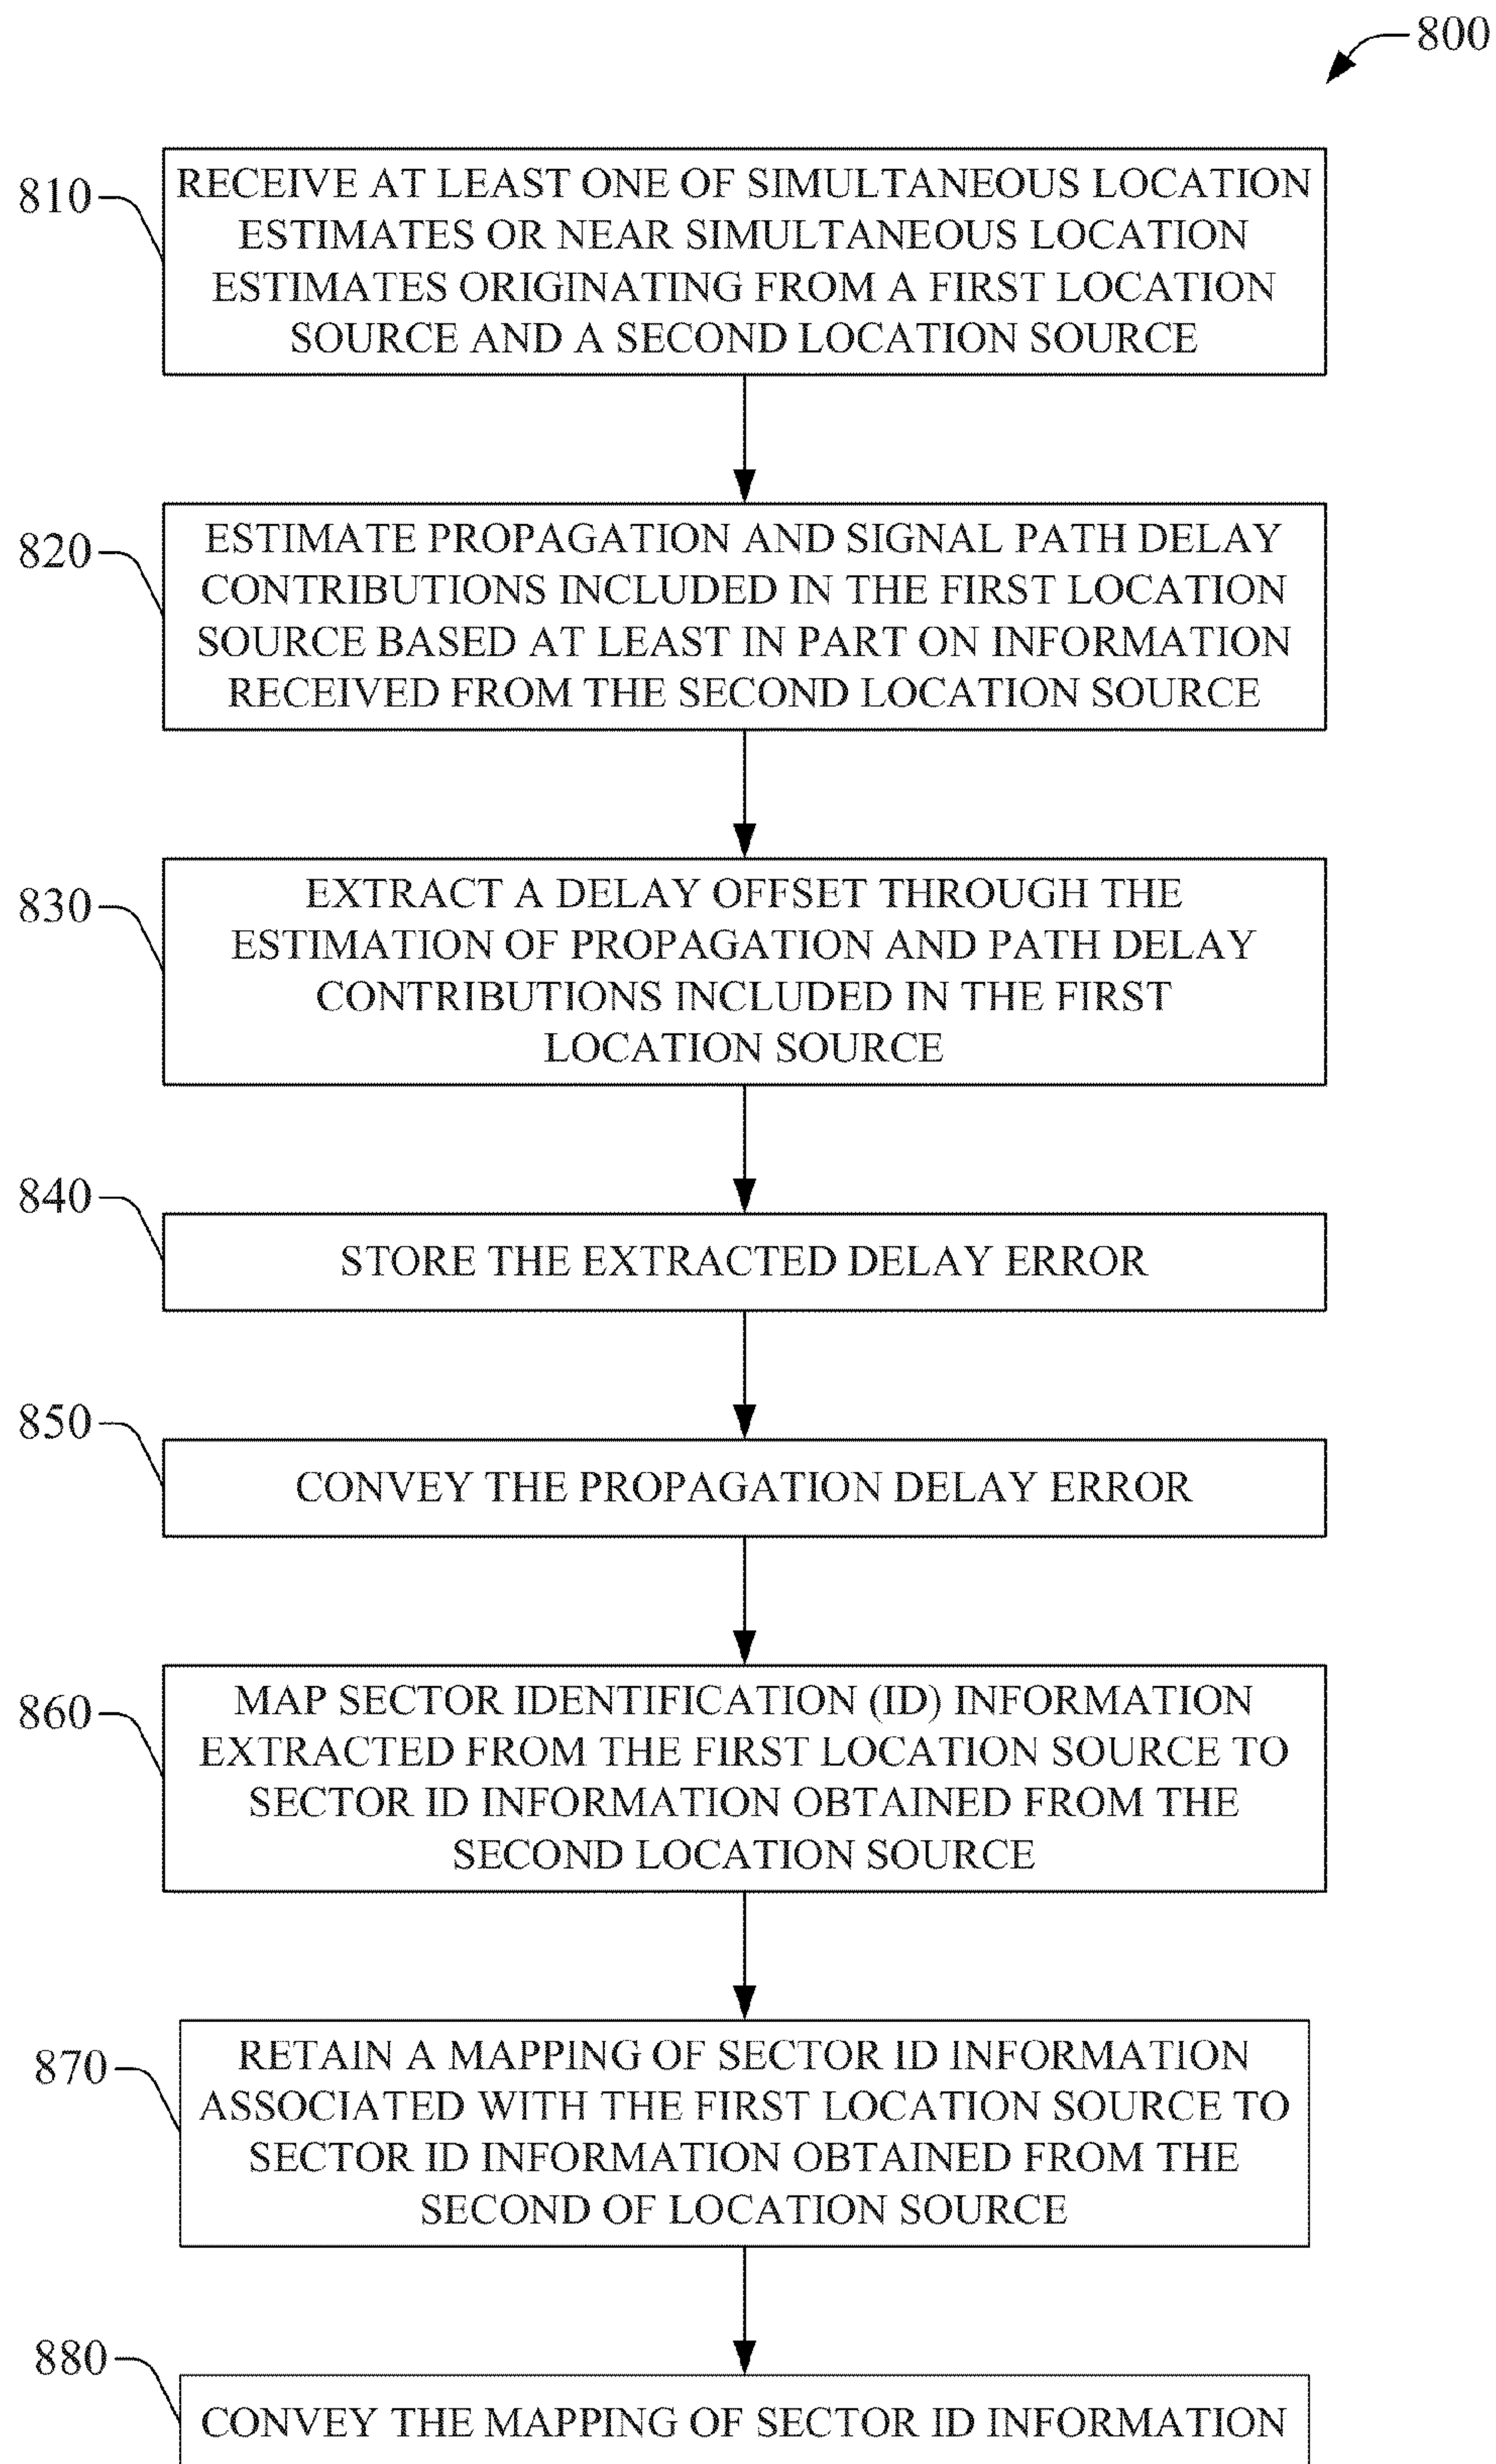 800
810
RECEIVE AT LEAST ONE OF SIMULTANEOUS LOCATION
ESTIMATES OR NEAR SIMULTANEOUS LOCATION
ESTIMATES ORIGINATING FROM A FIRST LOCATION
SOURCE AND A SECOND LOCATION SOURCE
820
ESTIMATE PROPAGATION AND SIGNAL PATH DELAY
CONTRIBUTIONS INCLUDED IN THE FIRST LOCATION
SOURCE BASED AT LEAST IN PART ON INFORMATION
RECEIVED FROM THE SECOND LOCATION SOURCE
830
EXTRACT A DELAY OFFSET THROUGH THE
ESTIMATION OF PROPAGATION AND PATH DELAY
CONTRIBUTIONS INCLUDED IN THE FIRST
LOCATION SOURCE
840
STORE THE EXTRACTED DELAY ERROR
850
CONVEY THE PROPAGATION DELAY ERROR
860
MAP SECTOR IDENTIFICATION (ID) INFORMATION
EXTRACTED FROM THE FIRST LOCATION SOURCE TO
SECTOR ID INFORMATION OBTAINED FROM THE
SECOND LOCATION SOURCE
870
RETAIN A MAPPING OF SECTOR ID INFORMATION
ASSOCIATED WITH THE FIRST LOCATION SOURCE TO
SECTOR ID INFORMATION OBTAINED FROM THE
SECOND OF LOCATION SOURCE
880
CONVEY THE MAPPING OF SECTOR ID INFORMATION